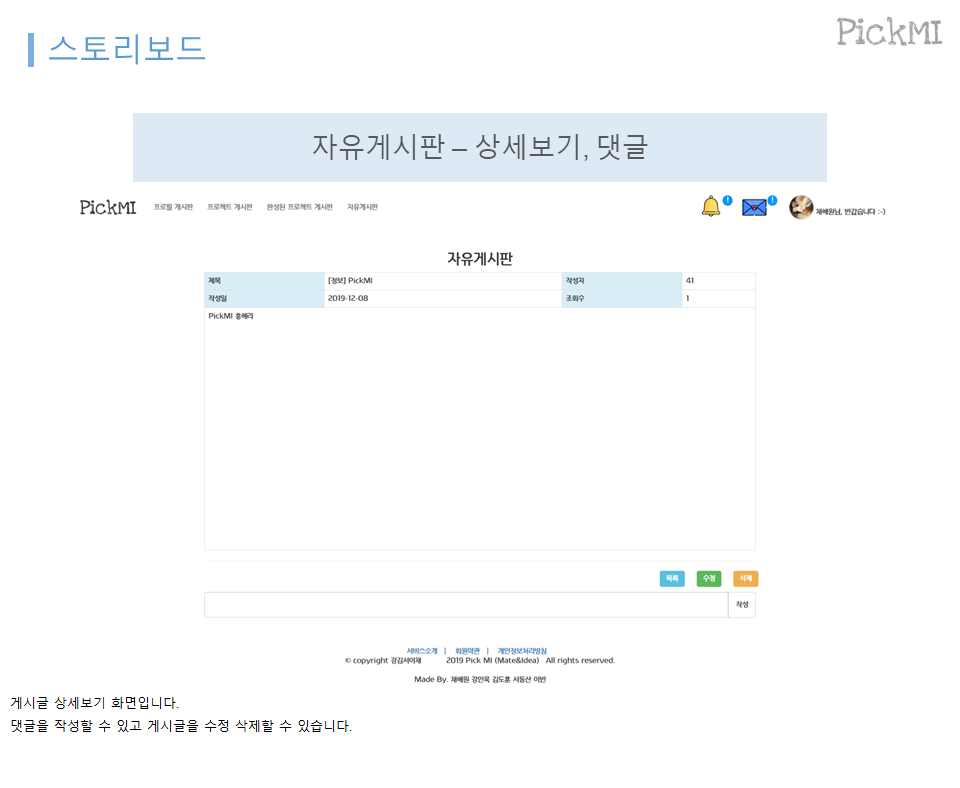 스토리보드
PickMI
자유게시판 – 상세보기, 댓글
PickMI 프로필 게시판 프로젝트 게시판 완성된 프로젝트 게시판 자유게시판 ! ! 채혜원님, 반갑습니다 :-)
자유게시판
제목 [정보] PickMI 작성자 41
작성일 2019-12-08 조회수 1
PickMI 흥해라
목록 수정 삭제
작성
서비스소개 | 회원약관 | 개인정보처리방침
© copyright 강김서이채 2019 Pick MI (Mate&Idea) All rights reserved.
Made By. 채혜원 강인욱 김도훈 서동산 이빈
게시글 상세보기 화면입니다.
댓글을 작성할 수 있고 게시글을 수정 삭제할 수 있습니다.